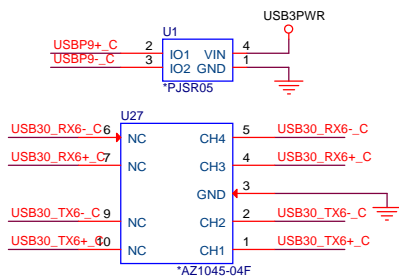 U1
USB3PWR
USBP9+_C 2 IO1 VIN 4
USBP9-_C 3 IO2 GND 1
*PJSR05
U27
USB30_RX6-_C 6 NC CH4 5 USB30_RX6-_C
USB30_RX6+_C 7 NC CH3 4 USB30_RX6+_C
GND 3
USB30_TX6-_C 9 NC CH2 2 USB30_TX6-_C
USB30_TX6+_C 10 NC CH1 1 USB30_TX6+_C
*AZ1045-04F